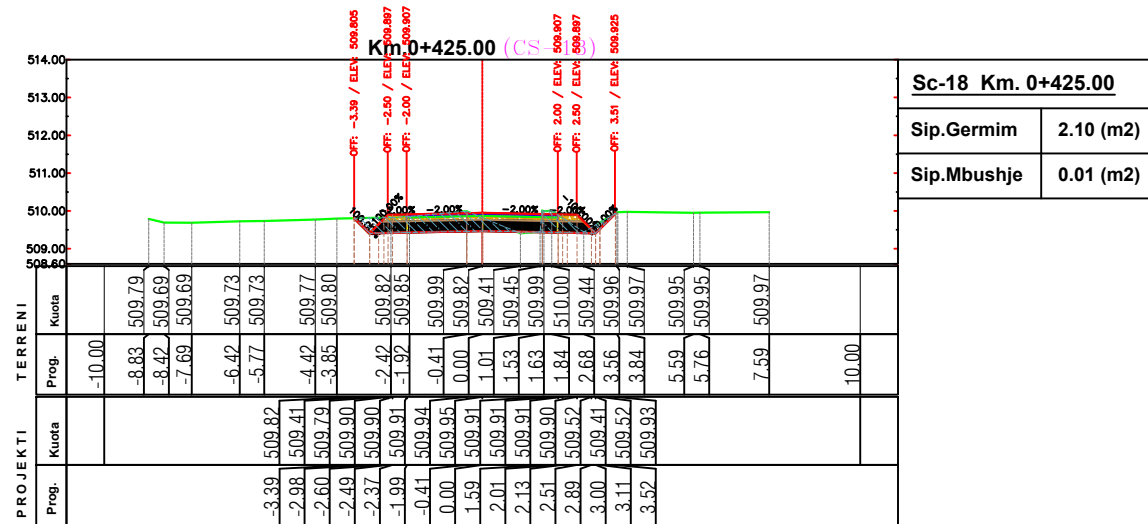 OFF: -3.39 / ELEV: 509.805
OFF: -2.50 / ELEV: 509.897
OFF: -2.00 / ELEV: 509.907
OFF: 2.00 / ELEV: 509.907
OFF: 2.50 / ELEV: 509.897
OFF: 3.51 / ELEV: 509.925
Km.0+425.00 (CS-18)
514.00
513.00
512.00
511.00
510.00
509.00
508.60
-2.00% -2.00%
Sc-18 Km. 0+425.00
Sip.Germim 2.10 (m2)
Sip.Mbushje 0.01 (m2)
TERRENI
Kuota 509.79 509.69 509.69 509.73 509.73 509.77 509.80 509.82 509.85 509.99 509.82 509.41 509.45 509.99 510.00 509.44 509.96 509.97 509.95 509.95 509.97
Prog. -10.00 -8.83 -8.42 -7.69 -6.42 -5.77 -4.42 -3.85 -2.42 -1.92 -0.41 0.00 1.01 1.53 1.63 1.84 2.68 3.56 3.84 5.59 5.76 7.59 10.00
PROJEKTI
Kuota 509.82 509.41 509.79 509.90 509.90 509.91 509.94 509.95 509.91 509.91 509.91 509.90 509.52 509.41 509.52 509.93
Prog. -3.39 -2.98 -2.60 -2.49 -2.37 -1.99 -0.41 0.00 1.59 2.01 2.13 2.51 2.89 3.00 3.11 3.52